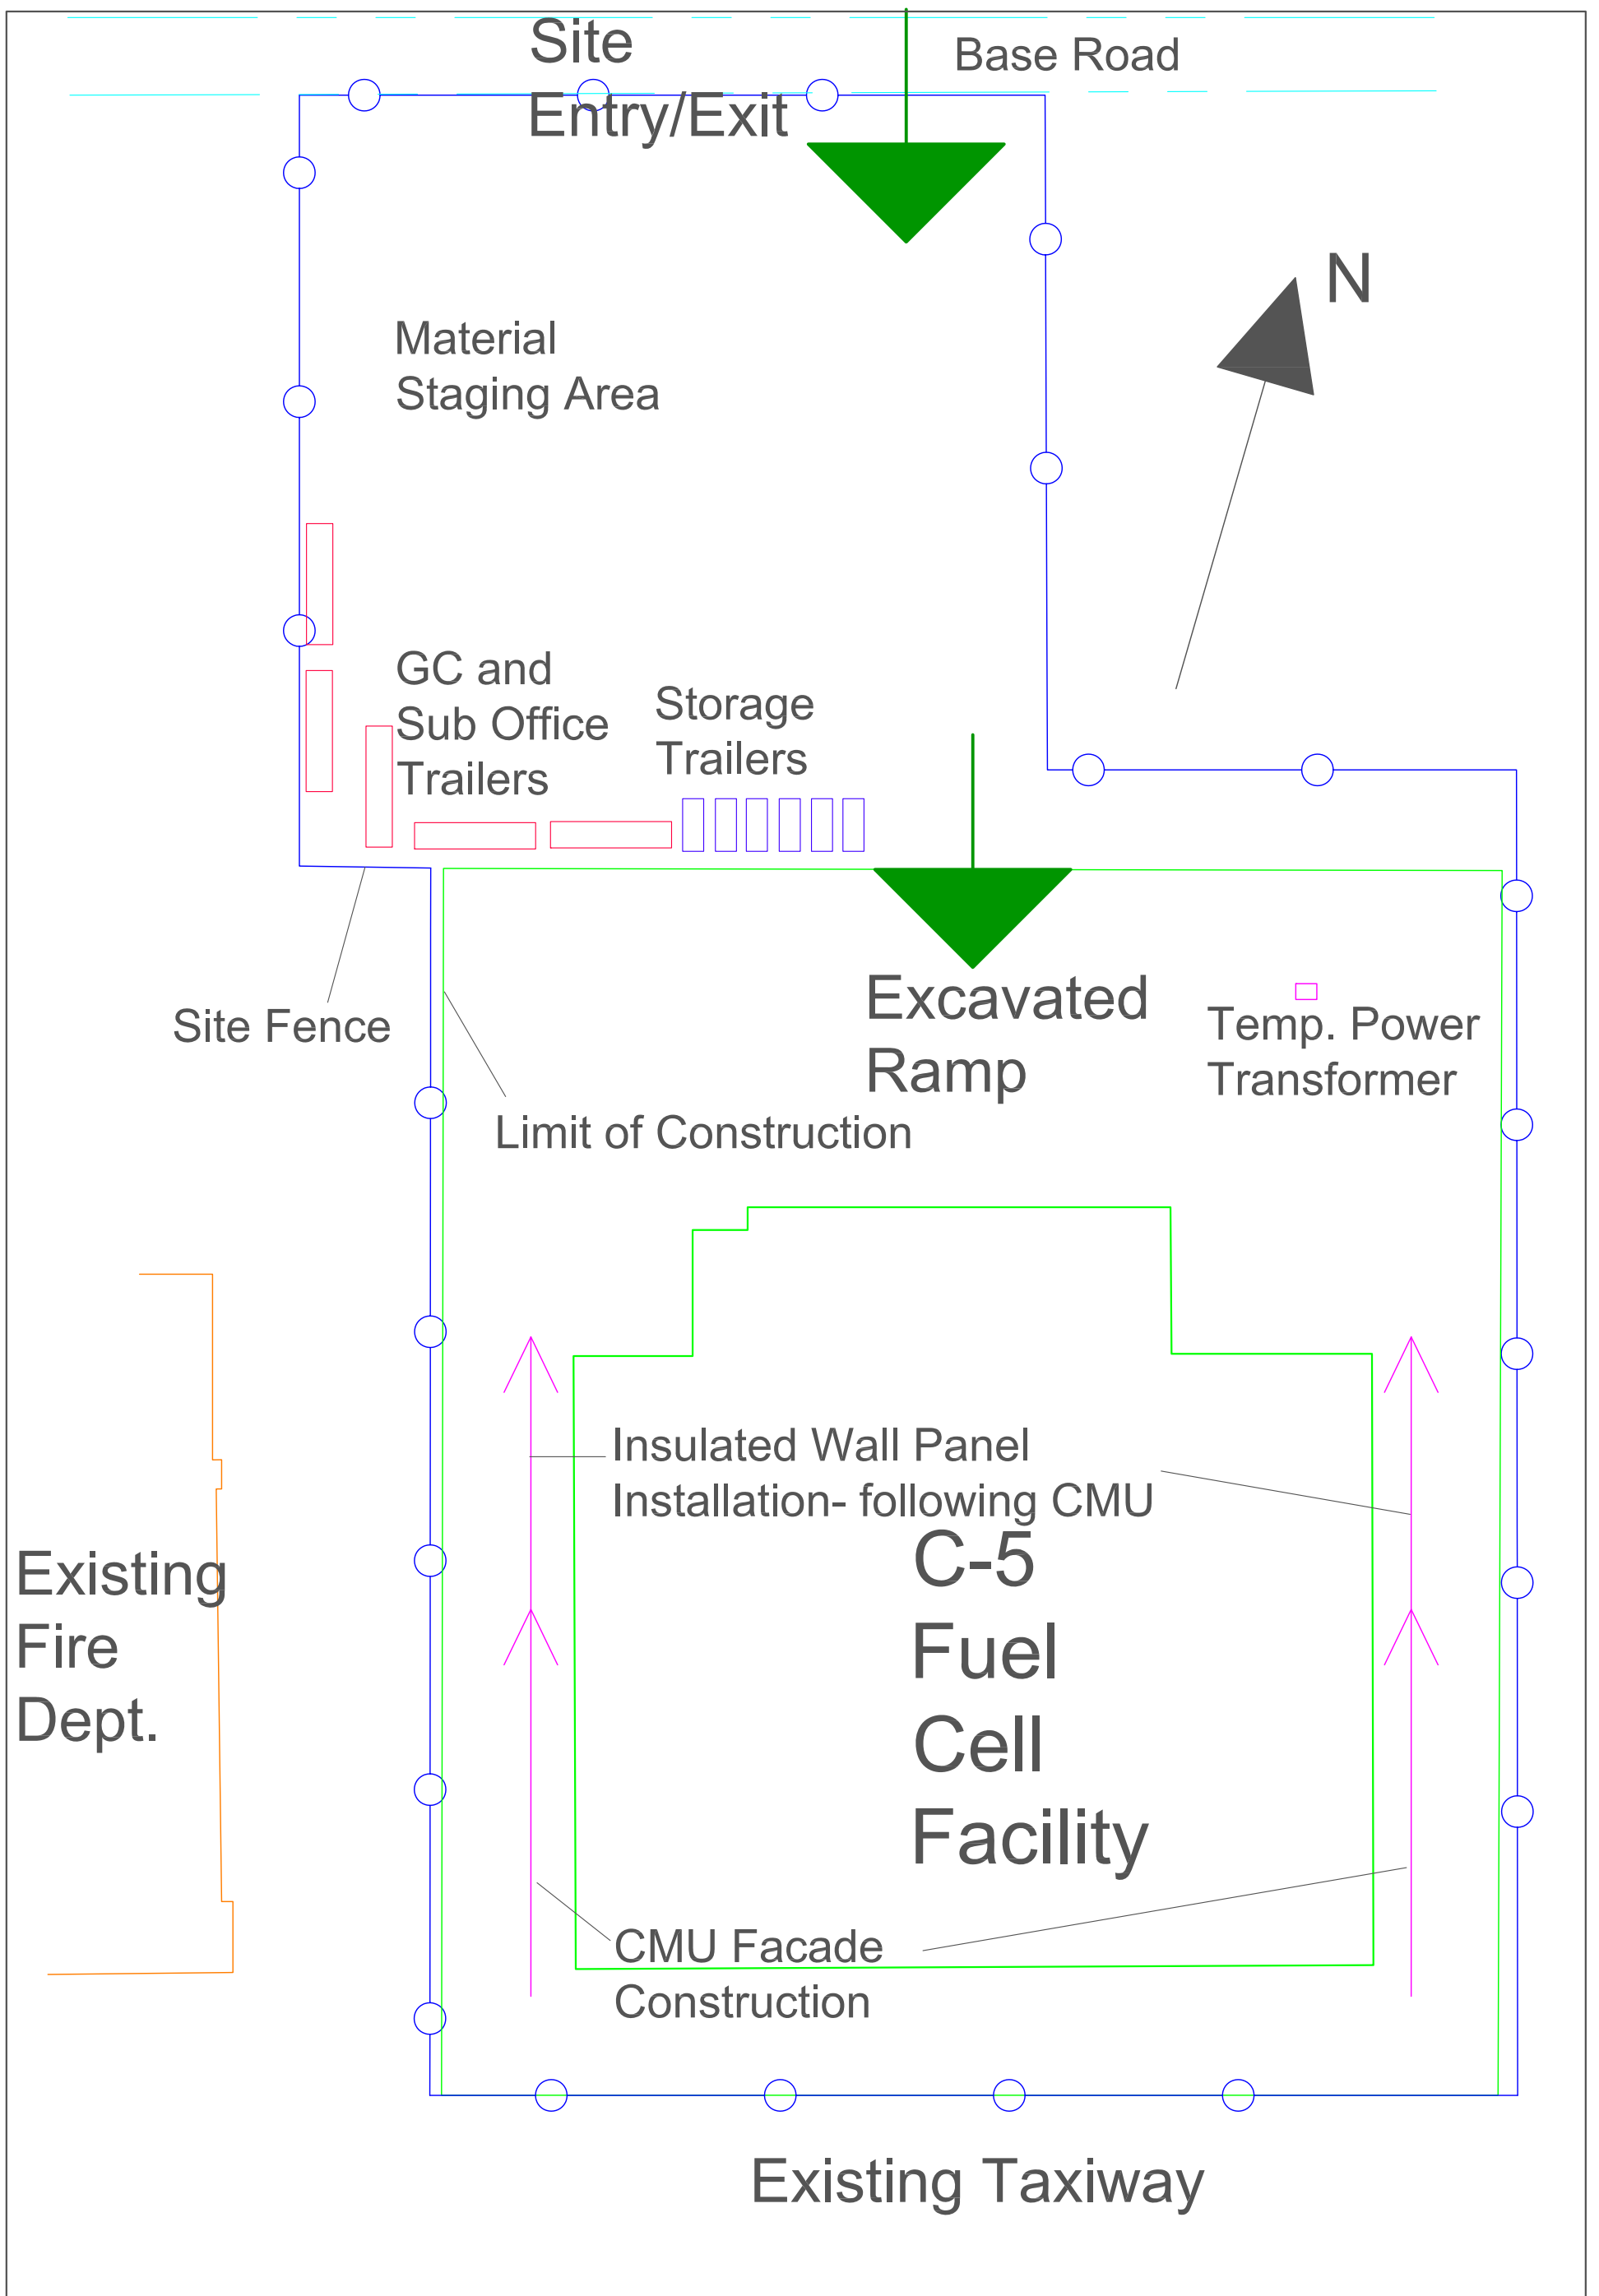 Site
Entry/Exit
Base Road
N
Material
Staging Area
GC and
Sub Office
Trailers
Storage
Trailers
Site Fence
Excavated
Ramp
Temp. Power
Transformer
Limit of Construction
Insulated Wall Panel
Installation- following CMU
C-5
Fuel
Cell
Facility
Existing
Fire
Dept.
CMU Facade
Construction
Existing Taxiway